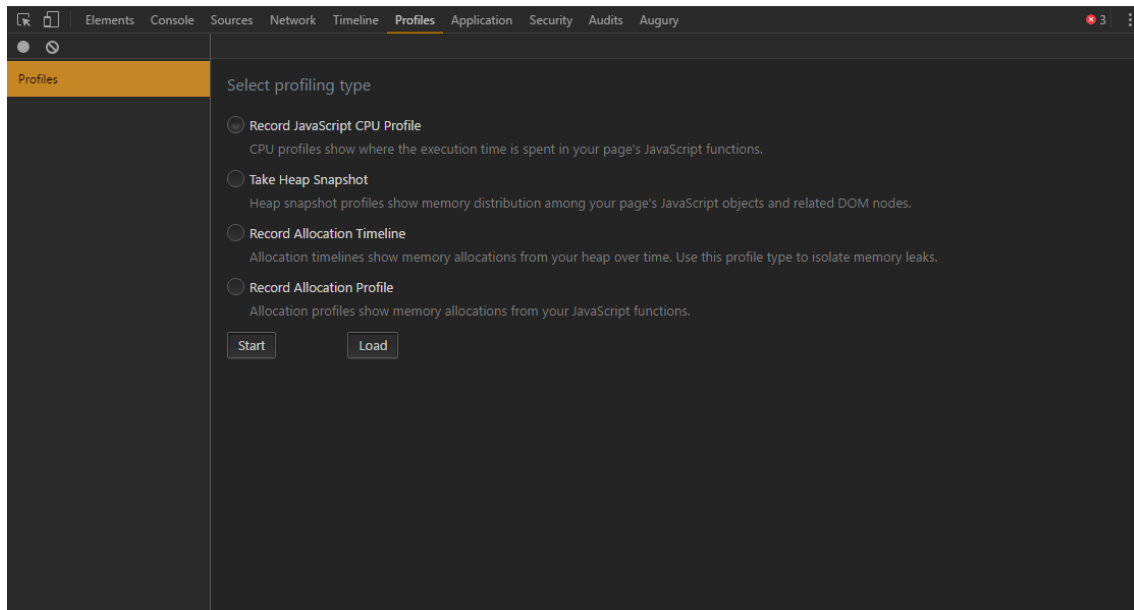 Elements Console Sources Network Timeline Profiles Application Security Audits Augury 3
Profiles
Select profiling type
Record JavaScript CPU Profile
CPU profiles show where the execution time is spent in your page's JavaScript functions.
Take Heap Snapshot
Heap snapshot profiles show memory distribution among your page's JavaScript objects and related DOM nodes.
Record Allocation Timeline
Allocation timelines show memory allocations from your heap over time. Use this profile type to isolate memory leaks.
Record Allocation Profile
Allocation profiles show memory allocations from your JavaScript functions.
Start Load